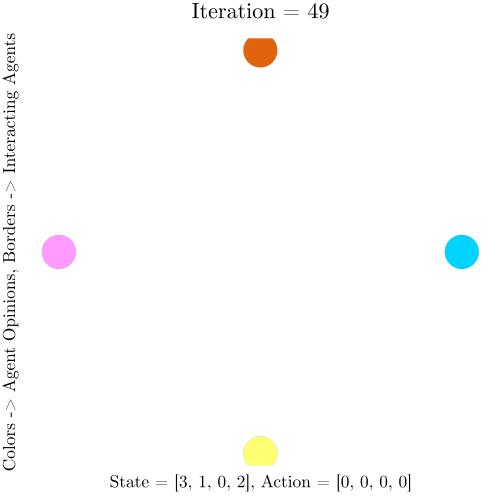 Iteration = 49
Colors -> Agent Opinions, Borders -> Interacting Agents
State = [3, 1, 0, 2], Action = [0, 0, 0, 0]